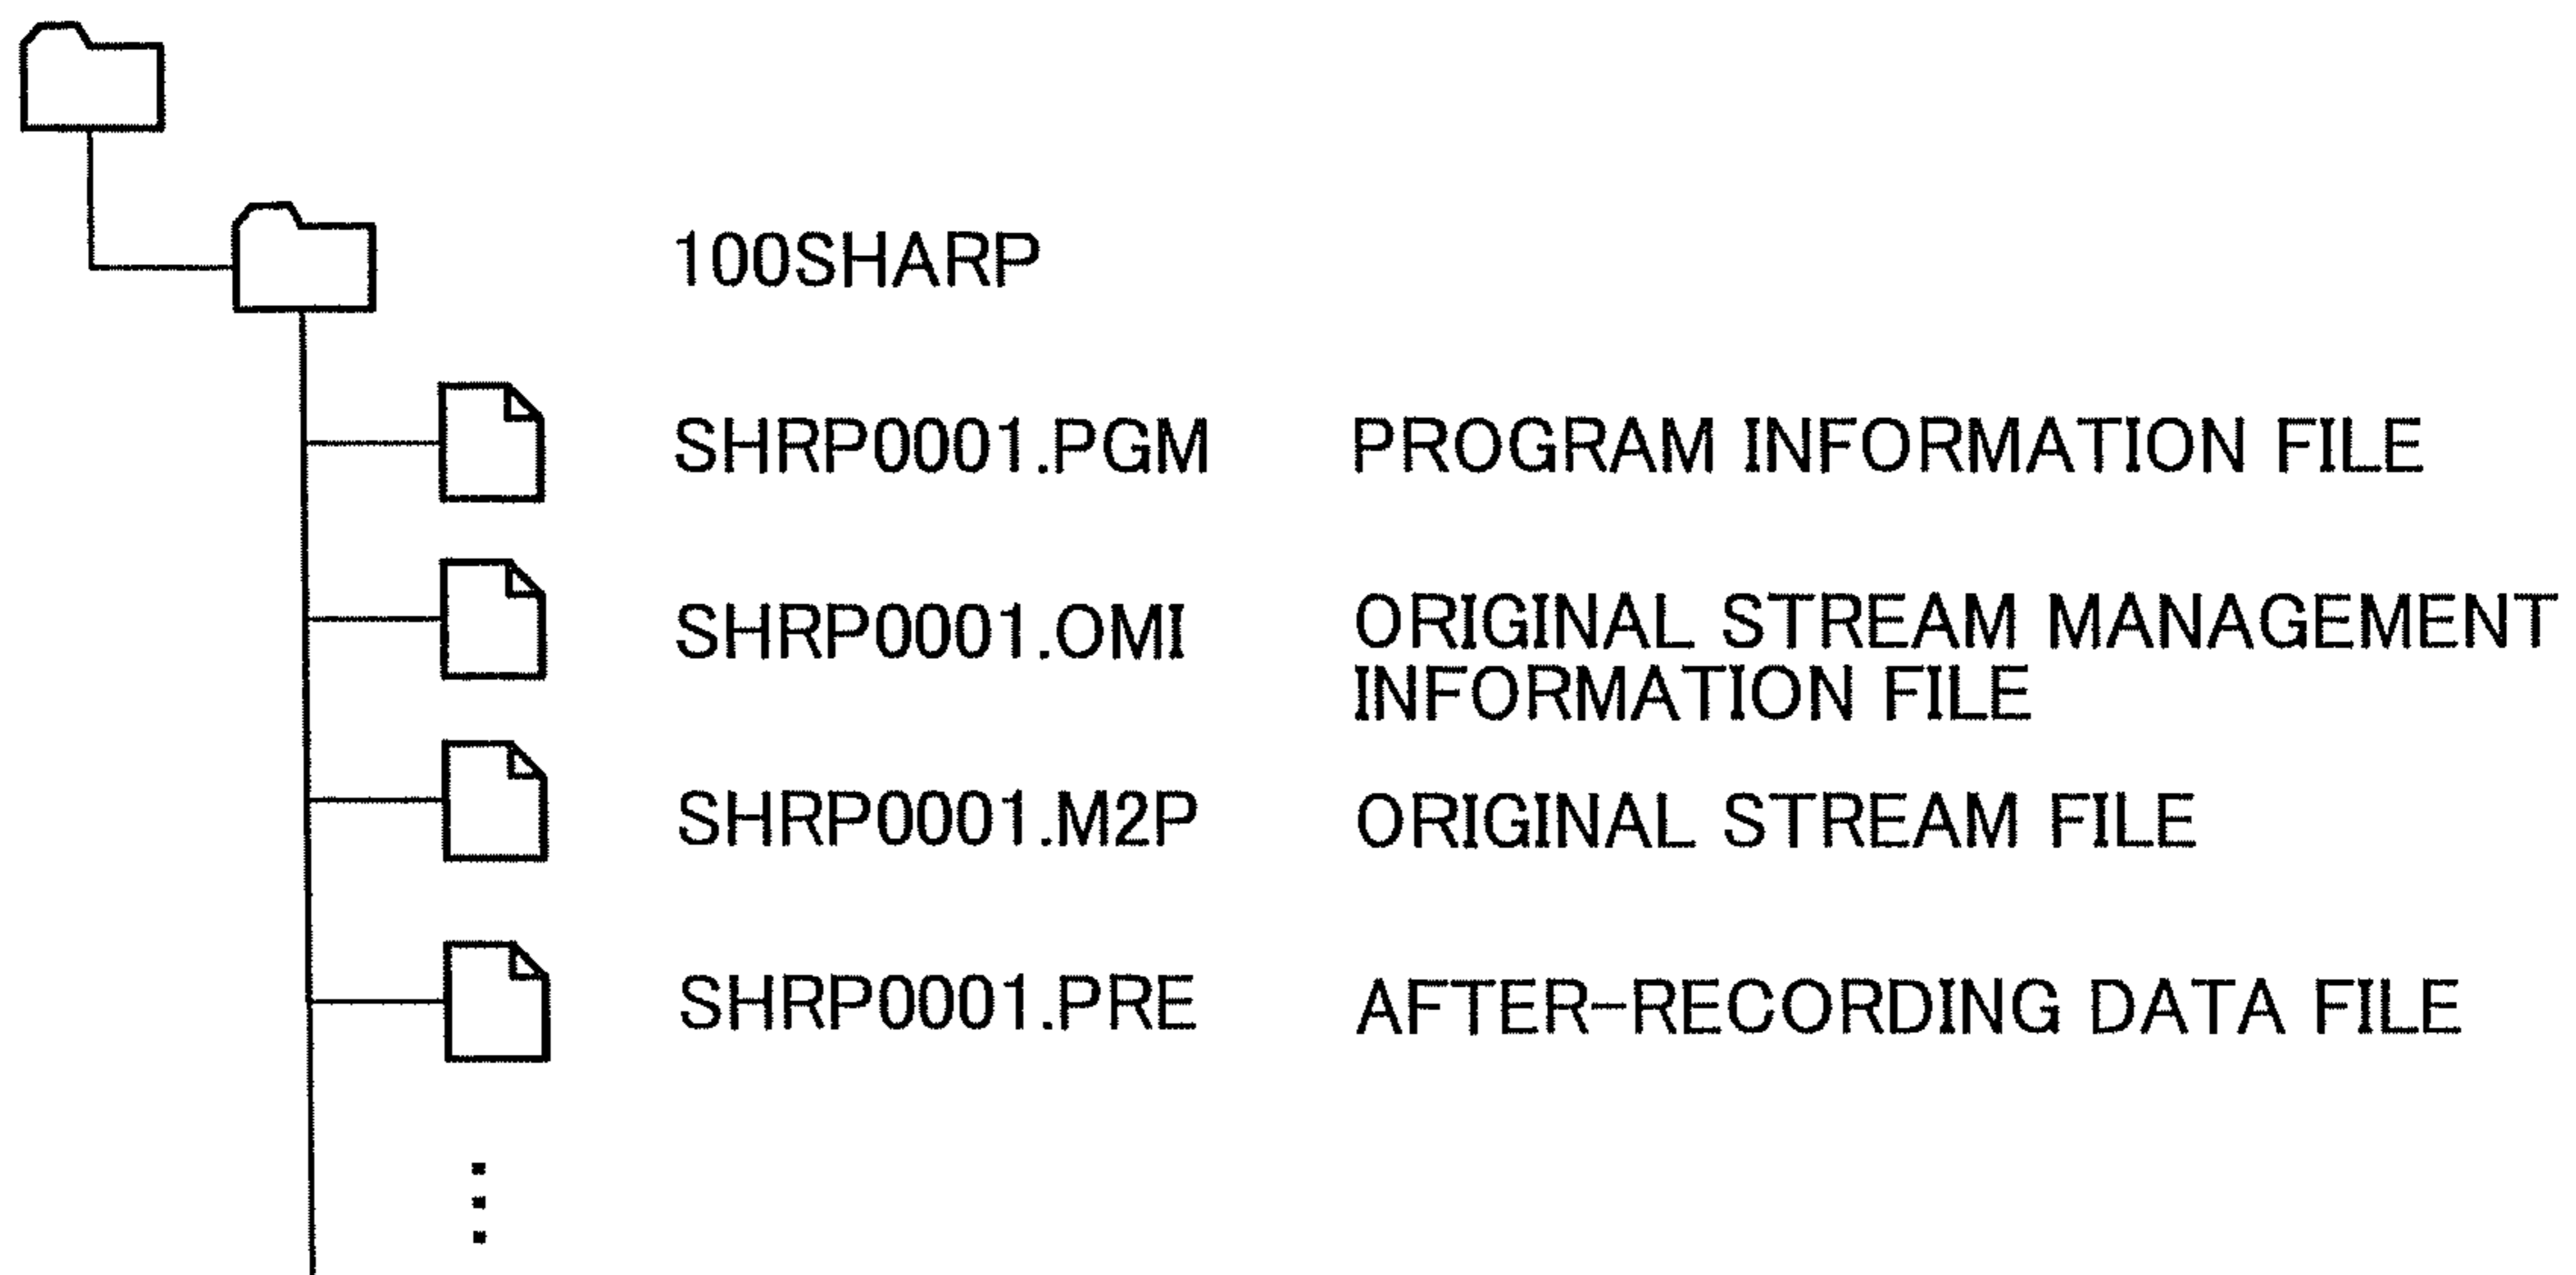 100SHARP
SHRP0001.PGM PROGRAM INFORMATION FILE
SHRP0001.OMI ORIGINAL STREAM MANAGEMENT
INFORMATION FILE
SHRP0001.M2P ORIGINAL STREAM FILE
SHRP0001.PRE AFTER-RECORDING DATA FILE